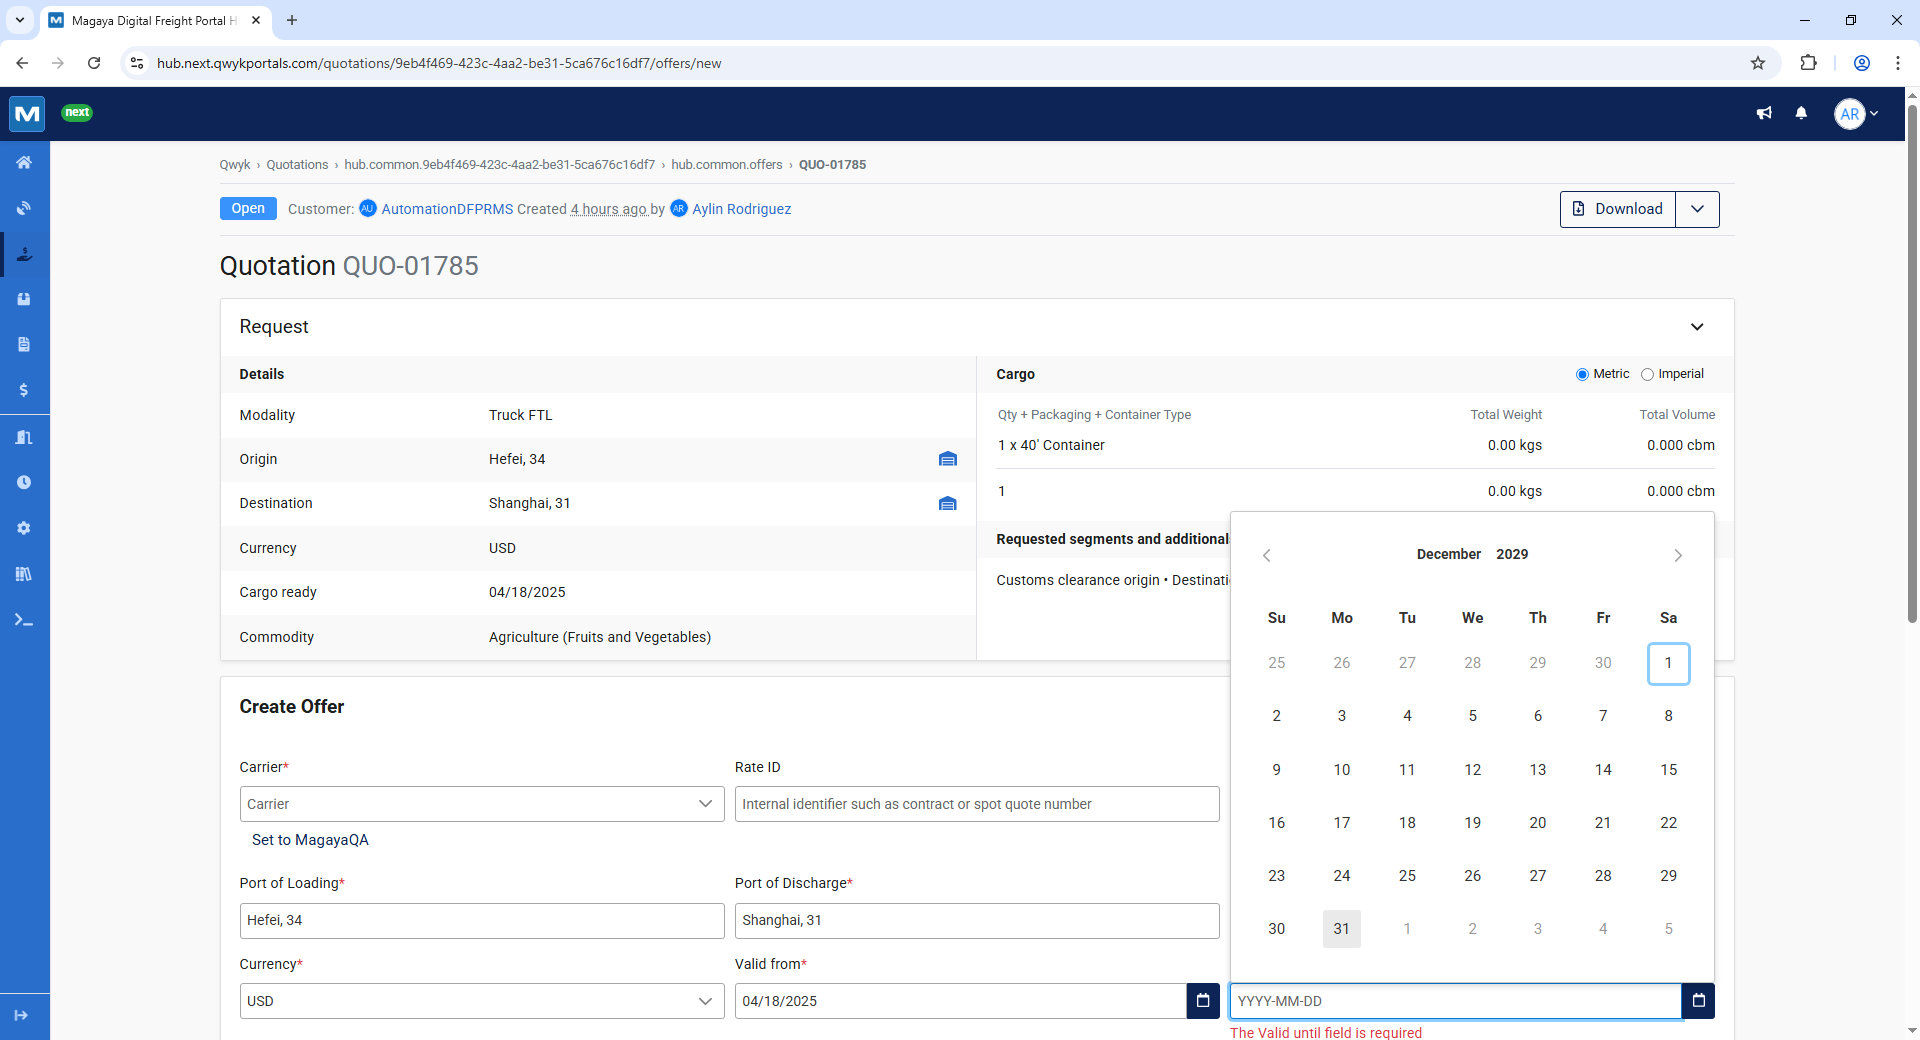 Magaya Digital Freight Portal H
hub.next.qwykportals.com/quotations/9eb4f469-423c-4aa2-be31-5ca676c16df7/offers/new
next
AR
Qwyk › Quotations › hub.common.9eb4f469-423c-4aa2-be31-5ca676c16df7 › hub.common.offers › QUO-01785
Open Customer: AU AutomationDFPRMS Created 4 hours ago by AR Aylin Rodriguez
Download
Quotation QUO-01785
Request
Details
Modality Truck FTL
Origin Hefei, 34
Destination Shanghai, 31
Currency USD
Cargo ready 04/18/2025
Commodity Agriculture (Fruits and Vegetables)
Cargo Metric Imperial
Qty + Packaging + Container Type Total Weight Total Volume
1 x 40' Container 0.00 kgs 0.000 cbm
1 0.00 kgs 0.000 cbm
Requested segments and additional
Customs clearance origin • Destinati
December 2029
Su Mo Tu We Th Fr Sa
25 26 27 28 29 30 1
2 3 4 5 6 7 8
9 10 11 12 13 14 15
16 17 18 19 20 21 22
23 24 25 26 27 28 29
30 31 1 2 3 4 5
Create Offer
Carrier* Rate ID
Carrier Internal identifier such as contract or spot quote number
Set to MagayaQA
Port of Loading* Port of Discharge*
Hefei, 34 Shanghai, 31
Currency* Valid from*
USD 04/18/2025 YYYY-MM-DD
The Valid until field is required